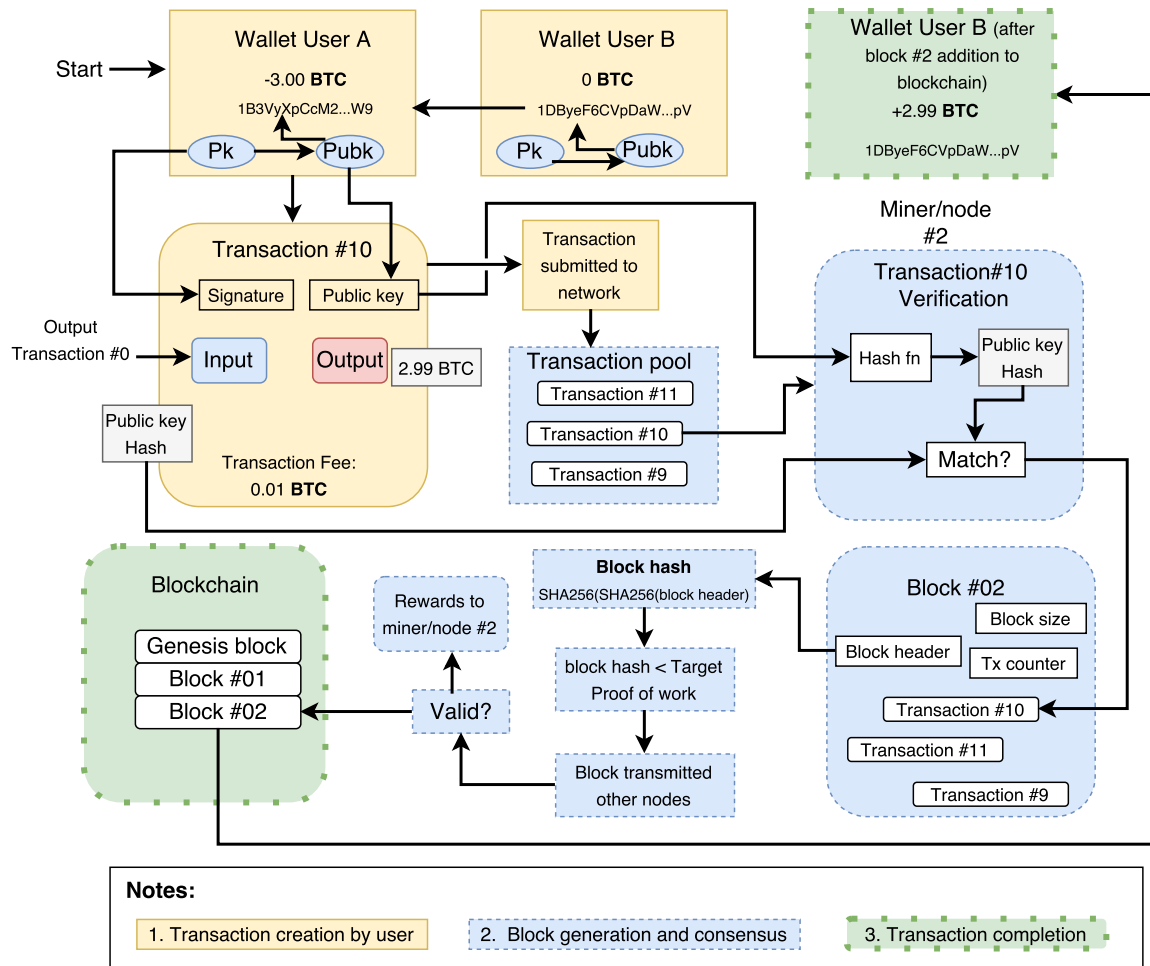 Start
Wallet User A
-3.00 BTC
1B3VyXpCcM2...W9
Pk
Pubk
Wallet User B
0 BTC
1DByeF6CVpDaW...pV
Pk
Pubk
Wallet User B (after
block #2 addition to
blockchain)
+2.99 BTC
1DByeF6CVpDaW...pV
Transaction #10
Signature
Public key
Output
Transaction #0
Input
Output
2.99 BTC
Public key
Hash
Transaction Fee:
0.01 BTC
Transaction
submitted to
network
Transaction pool
Transaction #11
Transaction #10
Transaction #9
Miner/node
#2
Transaction#10
Verification
Hash fn
Public key
Hash
Match?
Block #02
Block size
Block header
Tx counter
Transaction #10
Transaction #11
Transaction #9
Block hash
SHA256(SHA256(block header)
block hash < Target
Proof of work
Block transmitted
other nodes
Rewards to
miner/node #2
Valid?
Blockchain
Genesis block
Block #01
Block #02
Notes:
1. Transaction creation by user
2. Block generation and consensus
3. Transaction completion